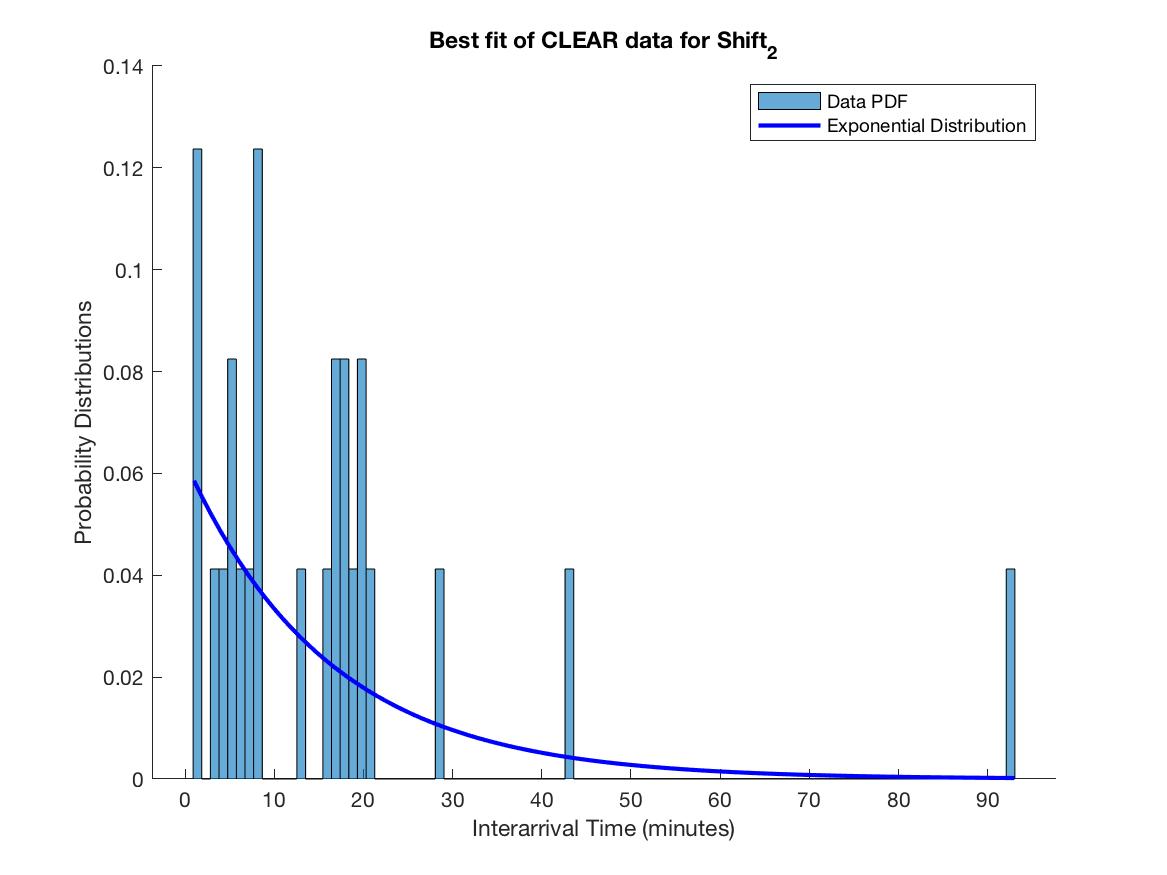 Best fit of CLEAR data for Shift₂
Data PDF
Exponential Distribution
0.14
0.12
0.1
0.08
0.06
0.04
0.02
0
Probability Distributions
0 10 20 30 40 50 60 70 80 90
Interarrival Time (minutes)